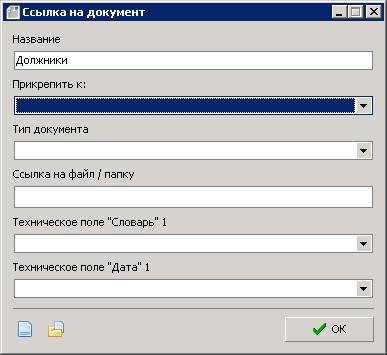 Ссылка на документ
Название
Должники
Прикрепить к:
Тип документа
Ссылка на файл / папку
Техническое поле "Словарь" 1
Техническое поле "Дата" 1
OK